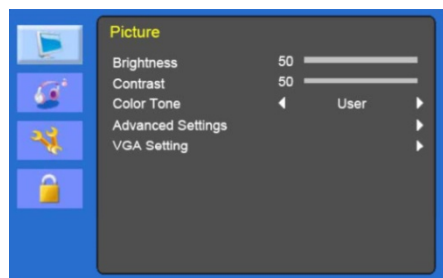 Picture
Brightness 50
Contrast 50
Color Tone User
Advanced Settings
VGA Setting